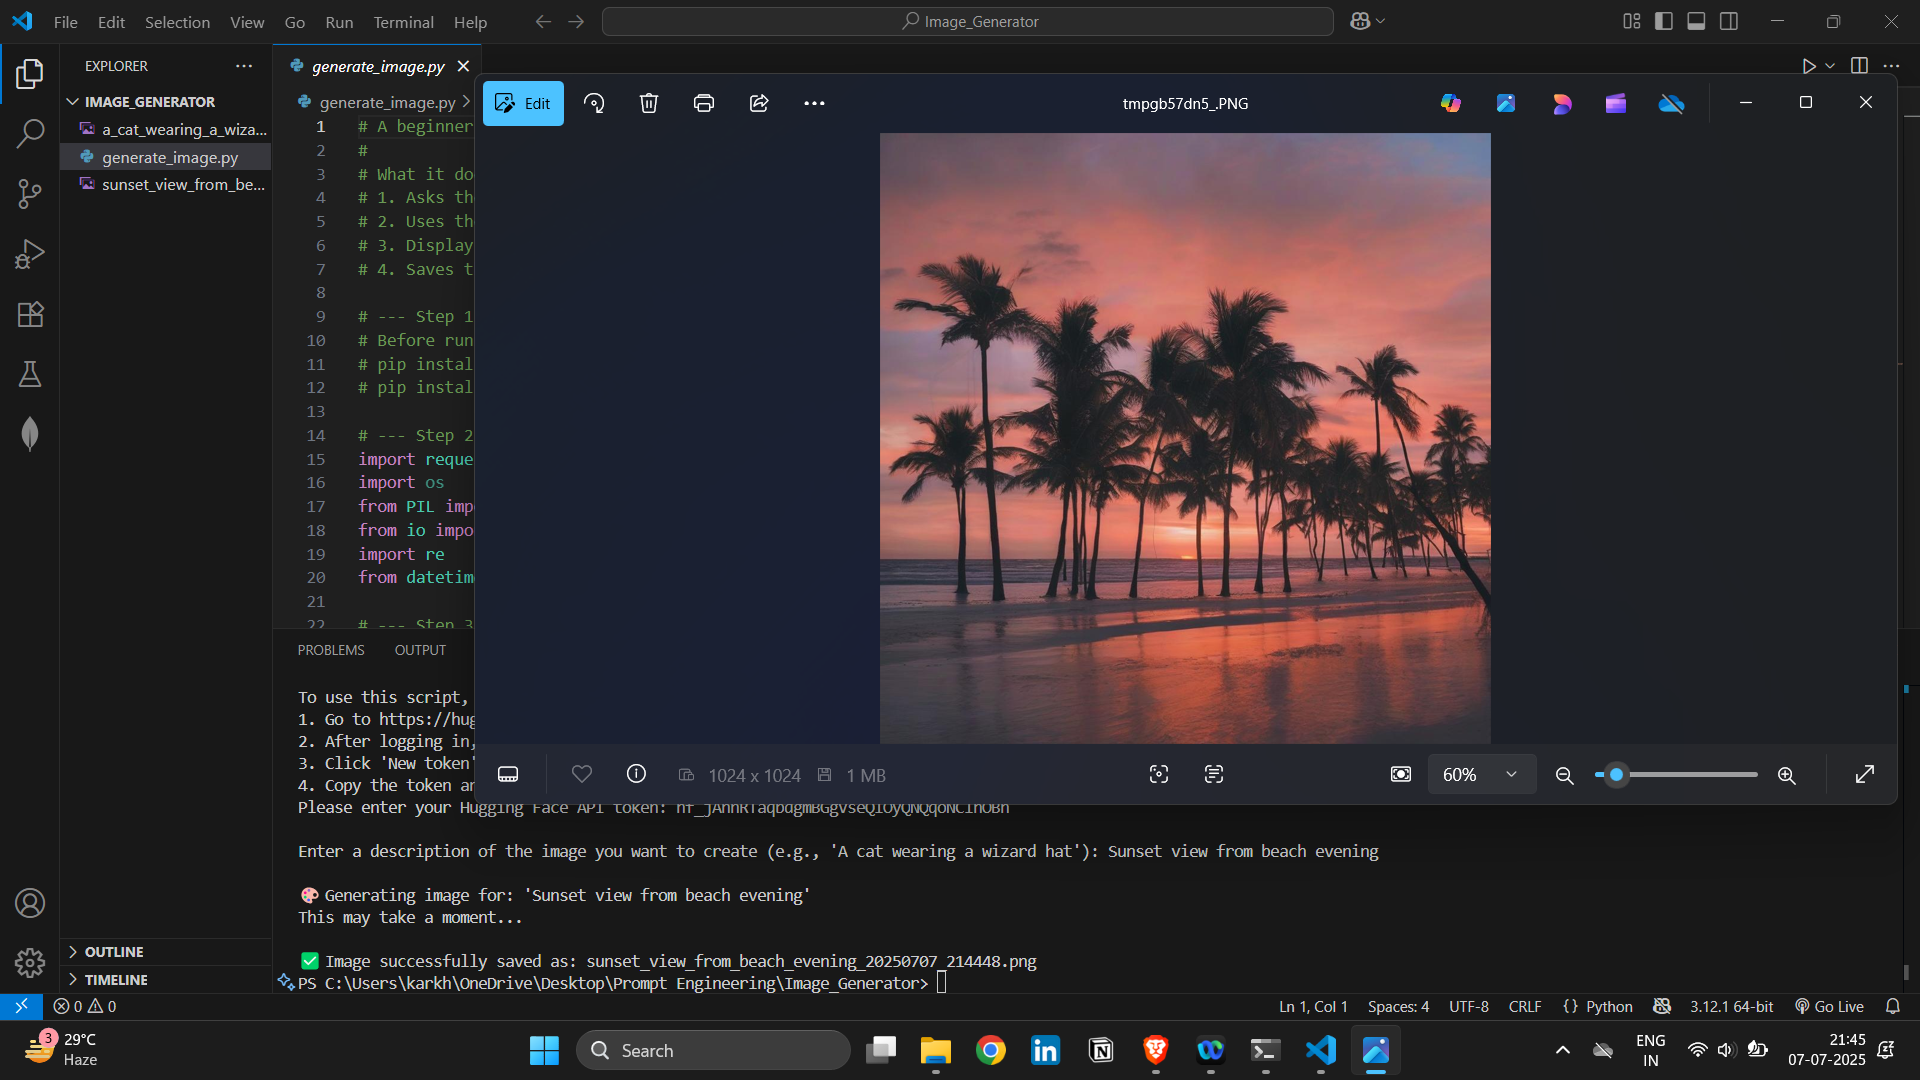 File Edit Selection View Go Run Terminal Help
Image_Generator
EXPLORER
IMAGE_GENERATOR
a_cat_wearing_a_wiza...
generate_image.py
sunset_view_from_be...
generate_image.py
generate_image.py
1 # A beginner
2 #
3 # What it do
4 # 1. Asks th
5 # 2. Uses th
6 # 3. Display
7 # 4. Saves t
8
9 # --- Step 1
10 # Before run
11 # pip instal
12 # pip instal
13
14 # --- Step 2
15 import reque
16 import os
17 from PIL imp
18 from io impo
19 import re
20 from datetim
21
22 # --- Step 3
Edit
tmpgb57dn5_.PNG
1024 x 1024 1 MB
60%
PROBLEMS OUTPUT
To use this script,
1. Go to https://hug
2. After logging in,
3. Click 'New token'
4. Copy the token an
Please enter your Hugging Face API token:
Enter a description of the image you want to create (e.g., 'A cat wearing a wizard hat'): Sunset view from beach evening
🎨 Generating image for: 'Sunset view from beach evening'
This may take a moment...
✅ Image successfully saved as: sunset_view_from_beach_evening_20250707_214448.png
PS C:\Users\karkh\OneDrive\Desktop\Prompt Engineering\Image_Generator>
OUTLINE
TIMELINE
0 0
Ln 1, Col 1 Spaces: 4 UTF-8 CRLF {} Python 3.12.1 64-bit Go Live
3
29°C
Haze
Search
ENG
IN
21:45
07-07-2025